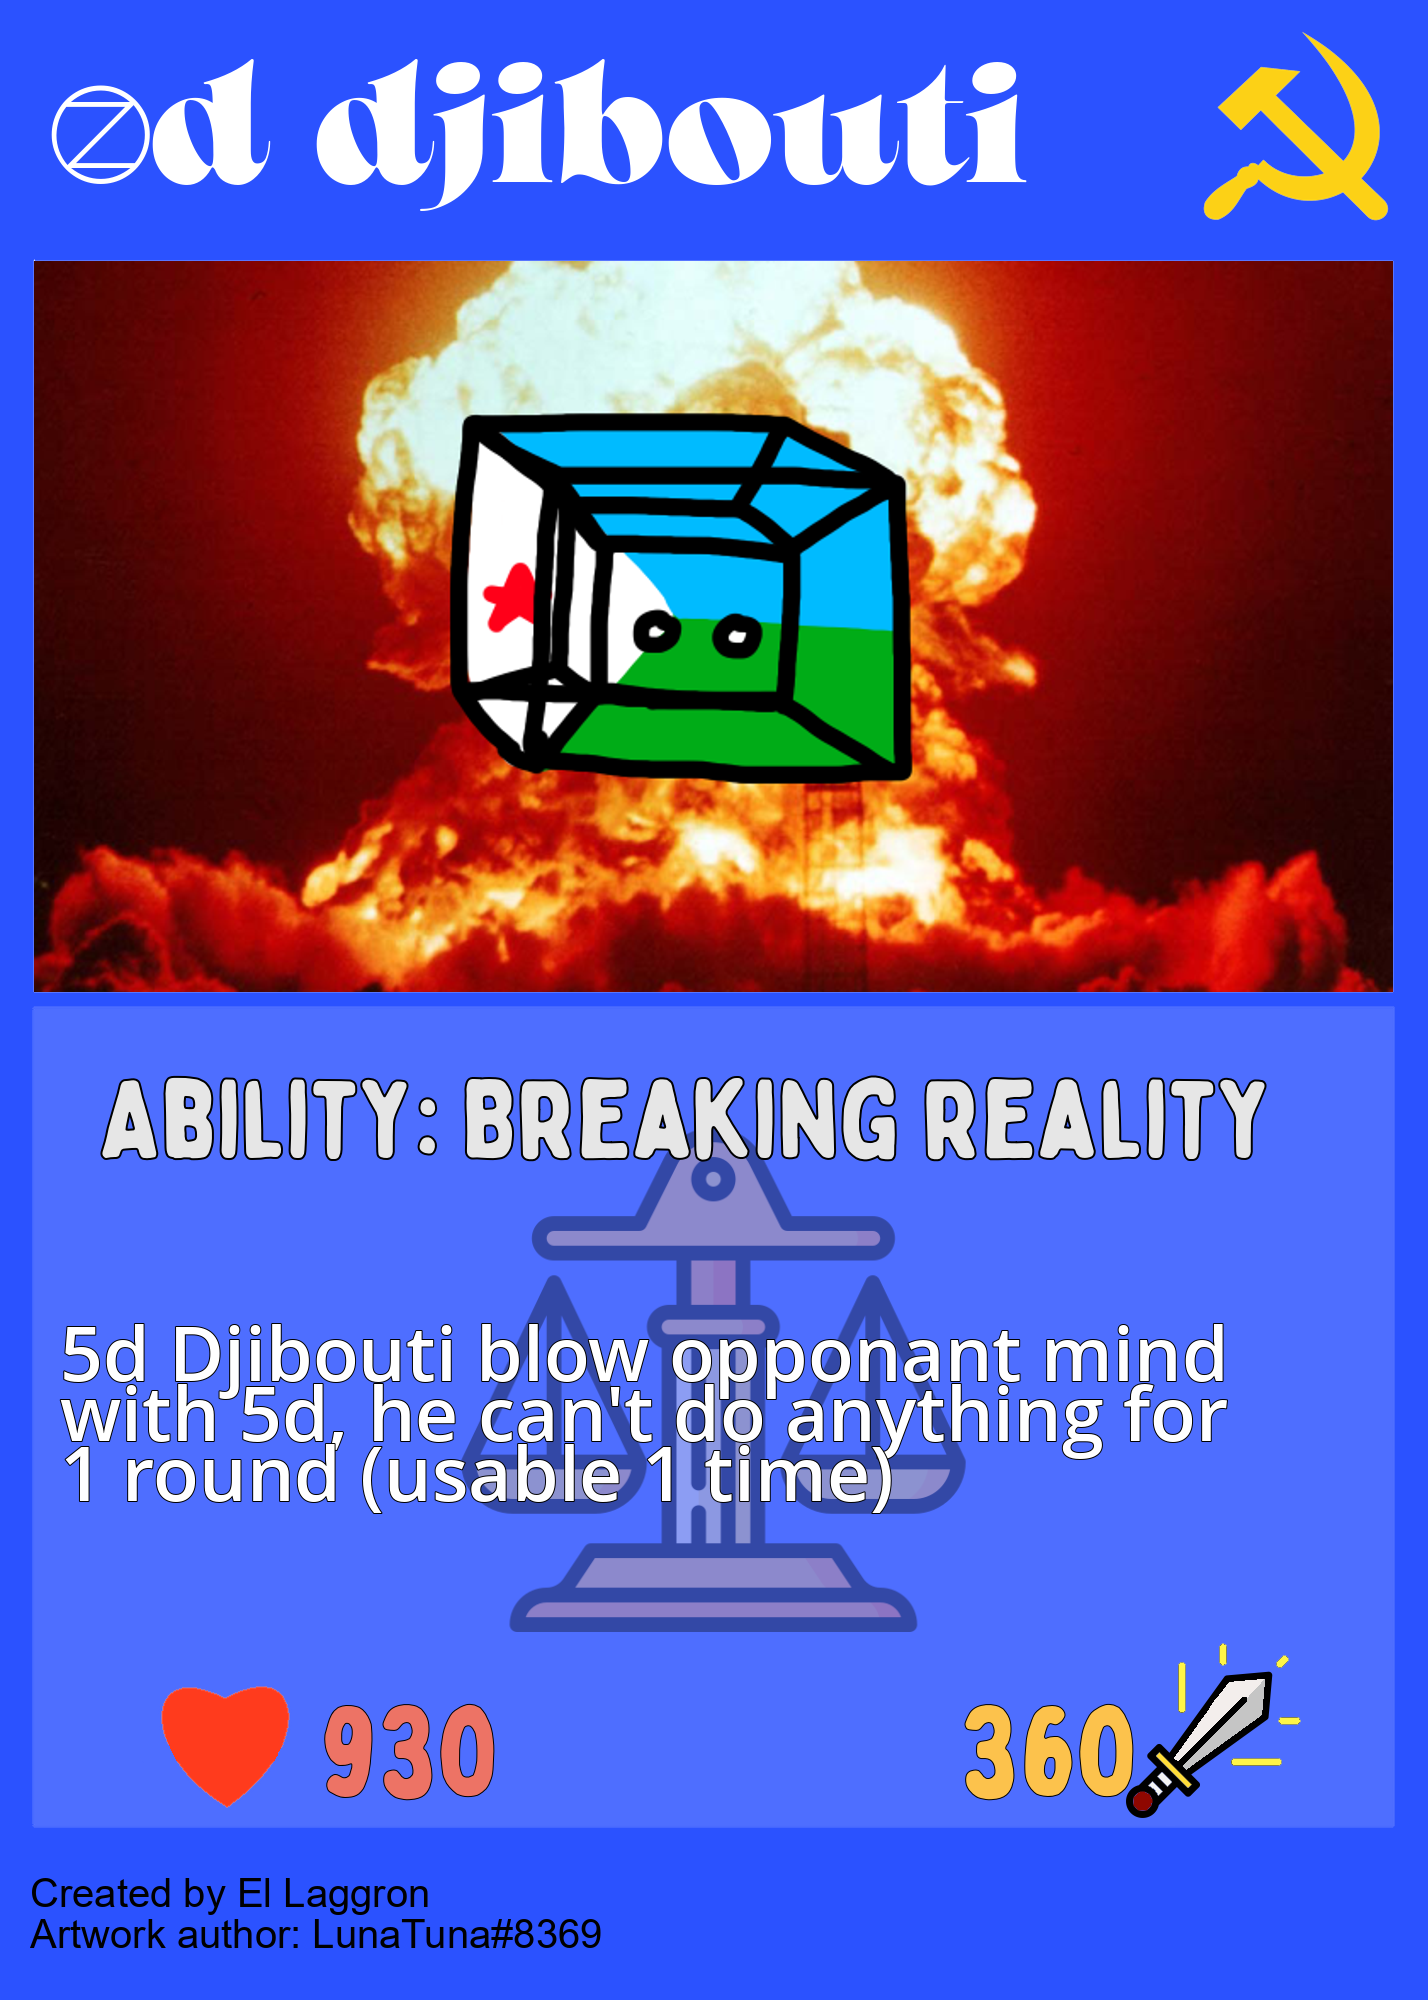 Zd djibouti
ABILITY: BREAKING REALITY
5d Djibouti blow opponant mind
with 5d, he can't do anything for
1 round (usable 1 time)
930
360
Created by El Laggron
Artwork author: LunaTuna#8369